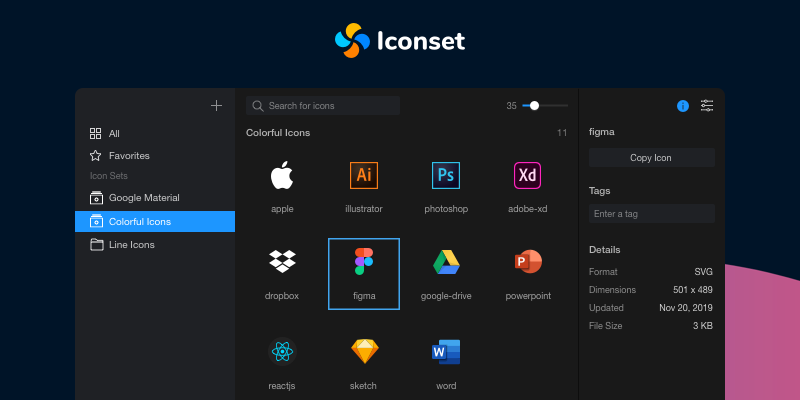 Iconset
All
Favorites
Icon Sets
Google Material
Colorful Icons
Line Icons
Search for icons
35
Colorful Icons 11
Ai Ps Xd
apple illustrator photoshop adobe-xd
P
dropbox figma google-drive powerpoint
W
reactjs sketch word
i
figma
Copy Icon
Tags
Enter a tag
Details
Format SVG
Dimensions 501 x 489
Updated Nov 20, 2019
File Size 3 KB